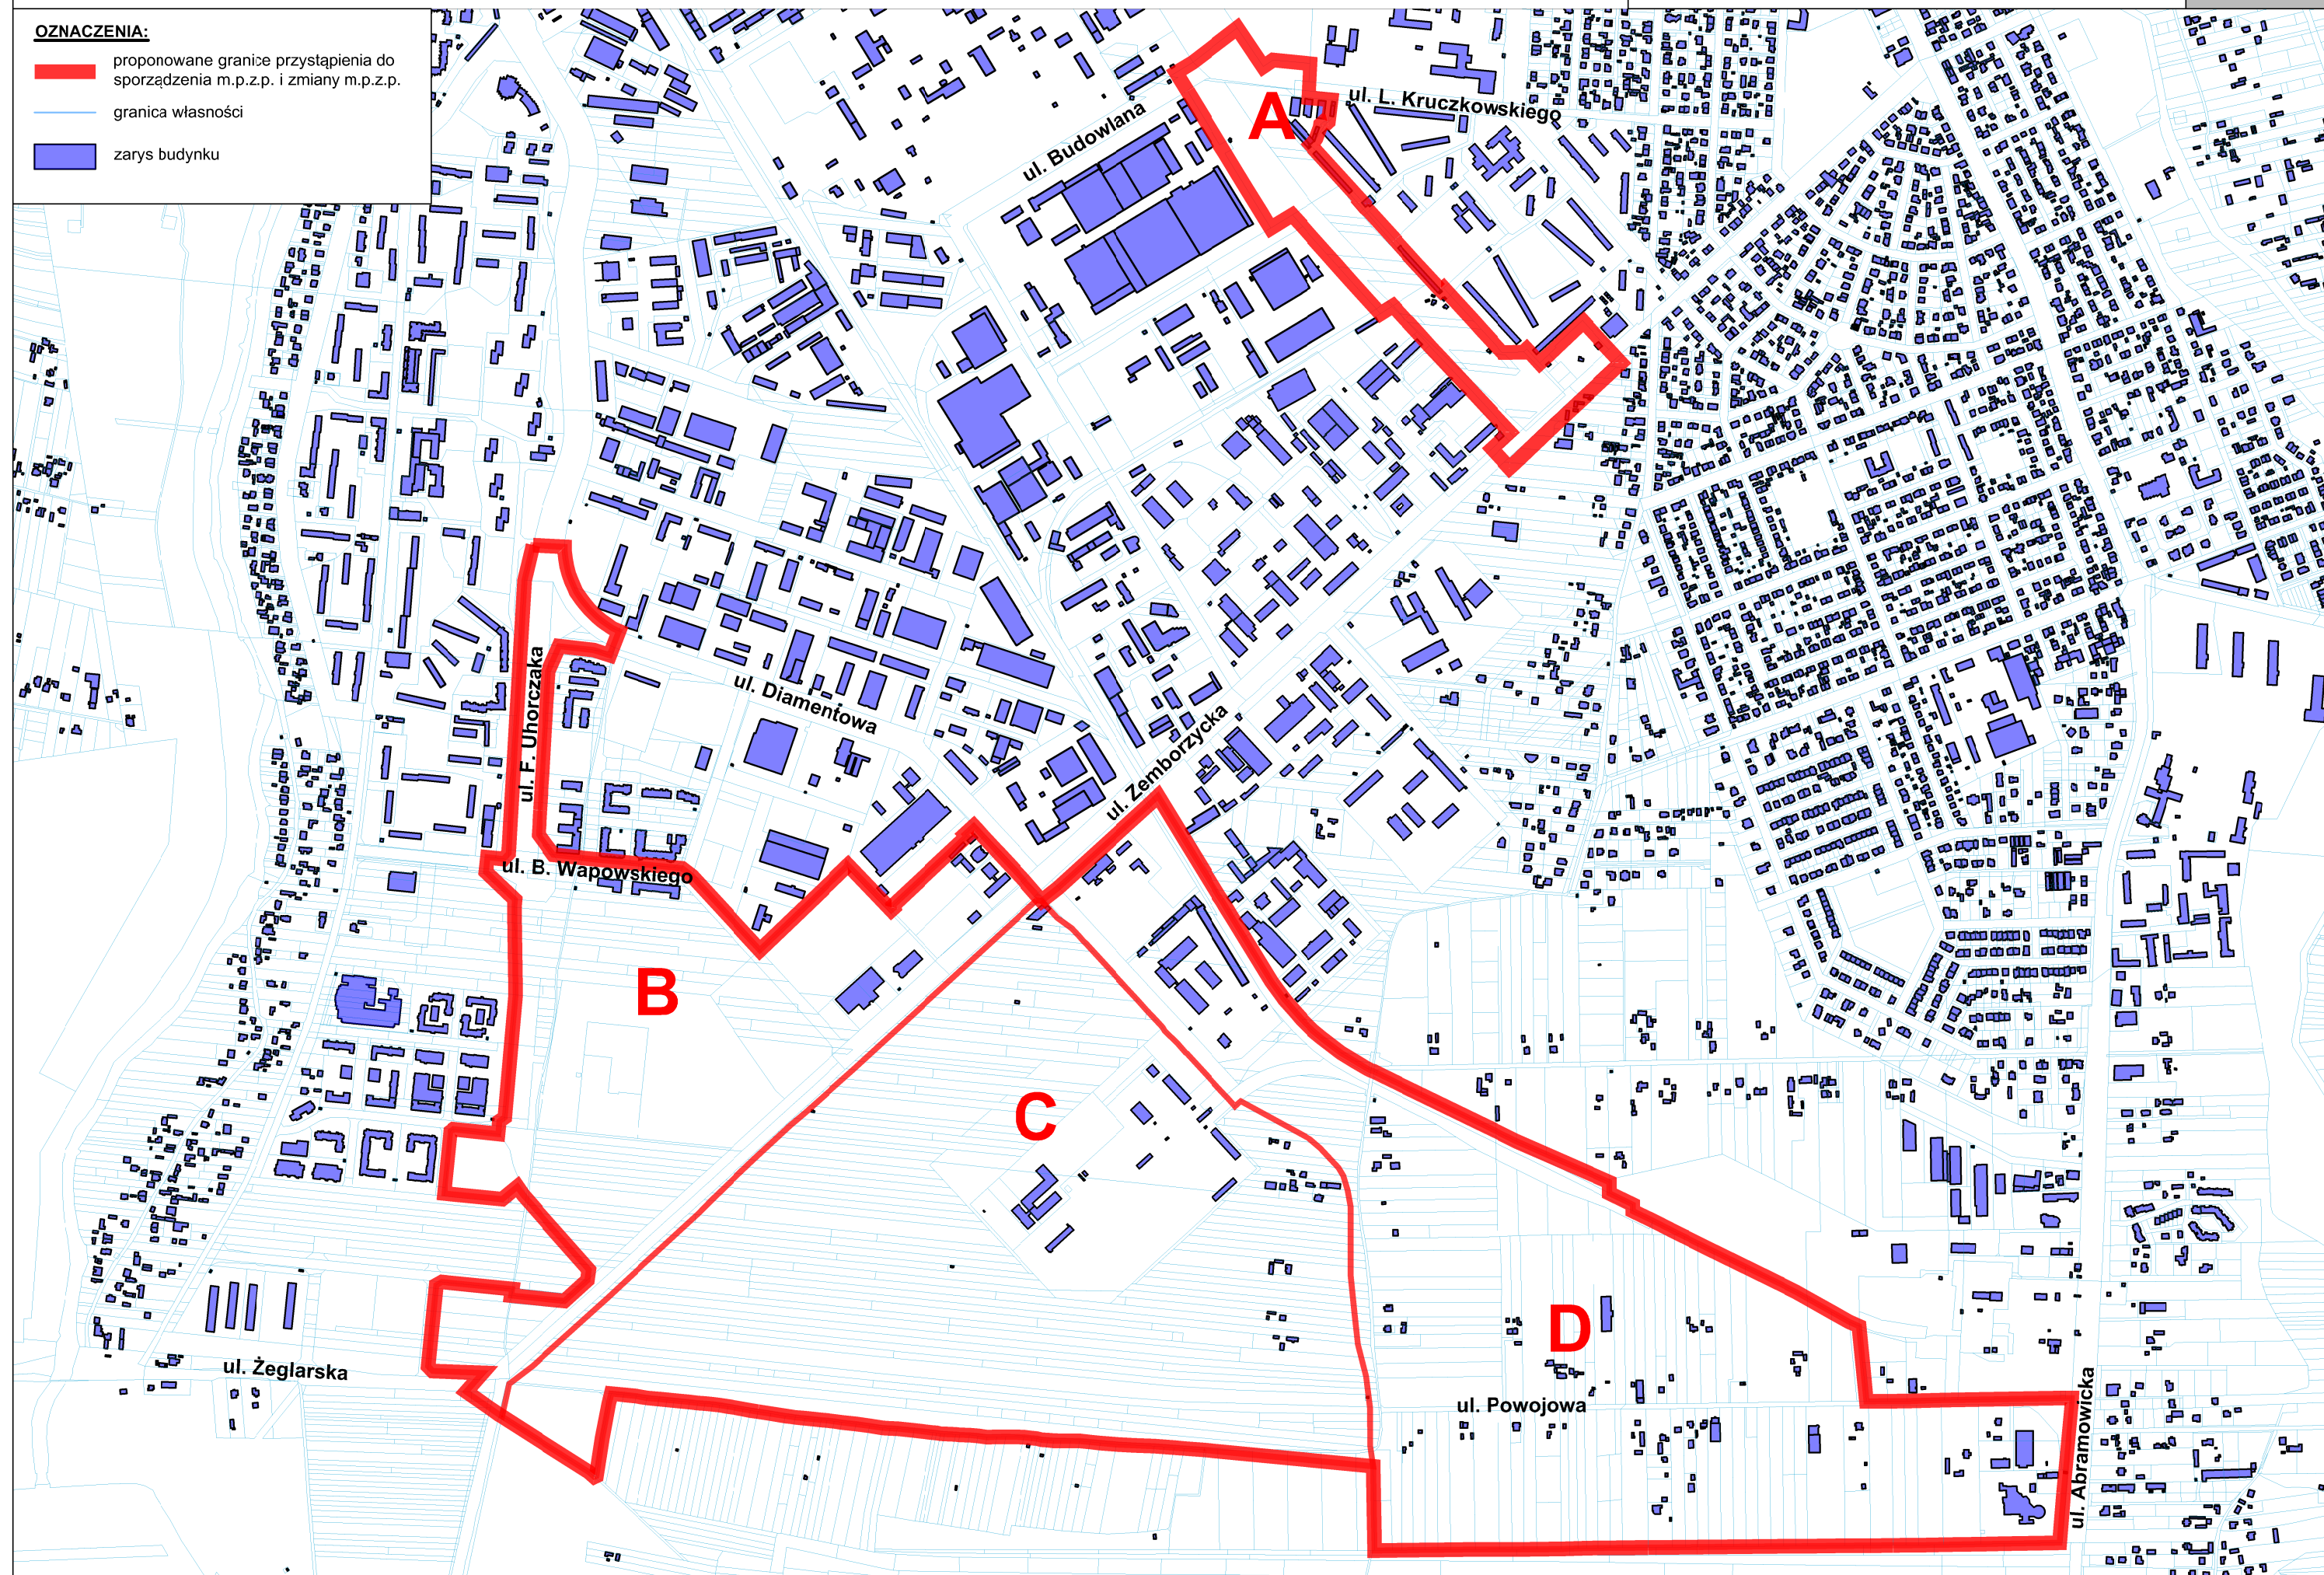 OZNACZENIA:
proponowane granice przystąpienia do
sporządzenia m.p.z.p. i zmiany m.p.z.p.
granica własności
zarys budynku
A
ul. L. Kruczkowskiego
ul. Budowlana
ul. F. Uhorczaka
ul. Diamentowa
ul. Zemborzycka
ul. B. Wapowskiego
B
C
D
ul. Żeglarska
ul. Powojowa
ul. Abramowicka